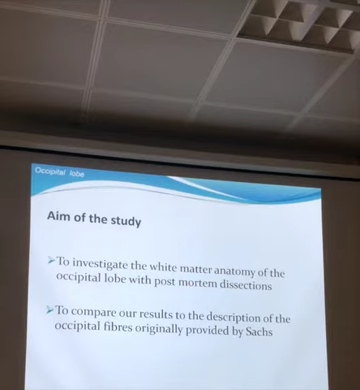 Occipital lobe
Aim of the study
➢To investigate the white matter anatomy of the
occipital lobe with post mortem dissections
➢To compare our results to the description of the
occipital fibres originally provided by Sachs